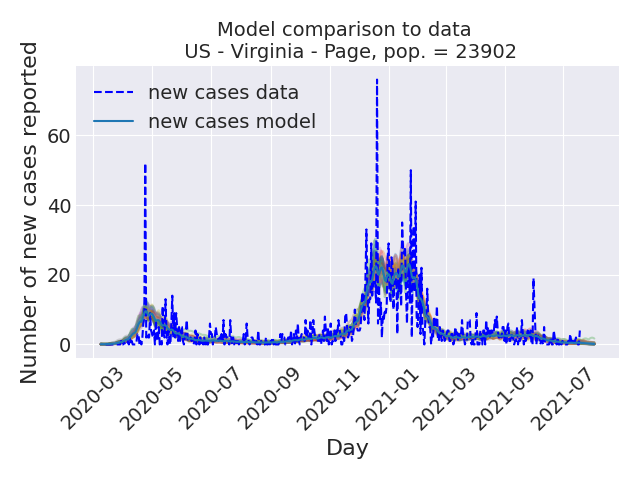 Model comparison to data
US - Virginia - Page, pop. = 23902
Number of new cases reported
new cases data
new cases model
60
40
20
0
2020-03
2020-05
2020-07
2020-09
2020-11
2021-01
2021-03
2021-05
2021-07
Day